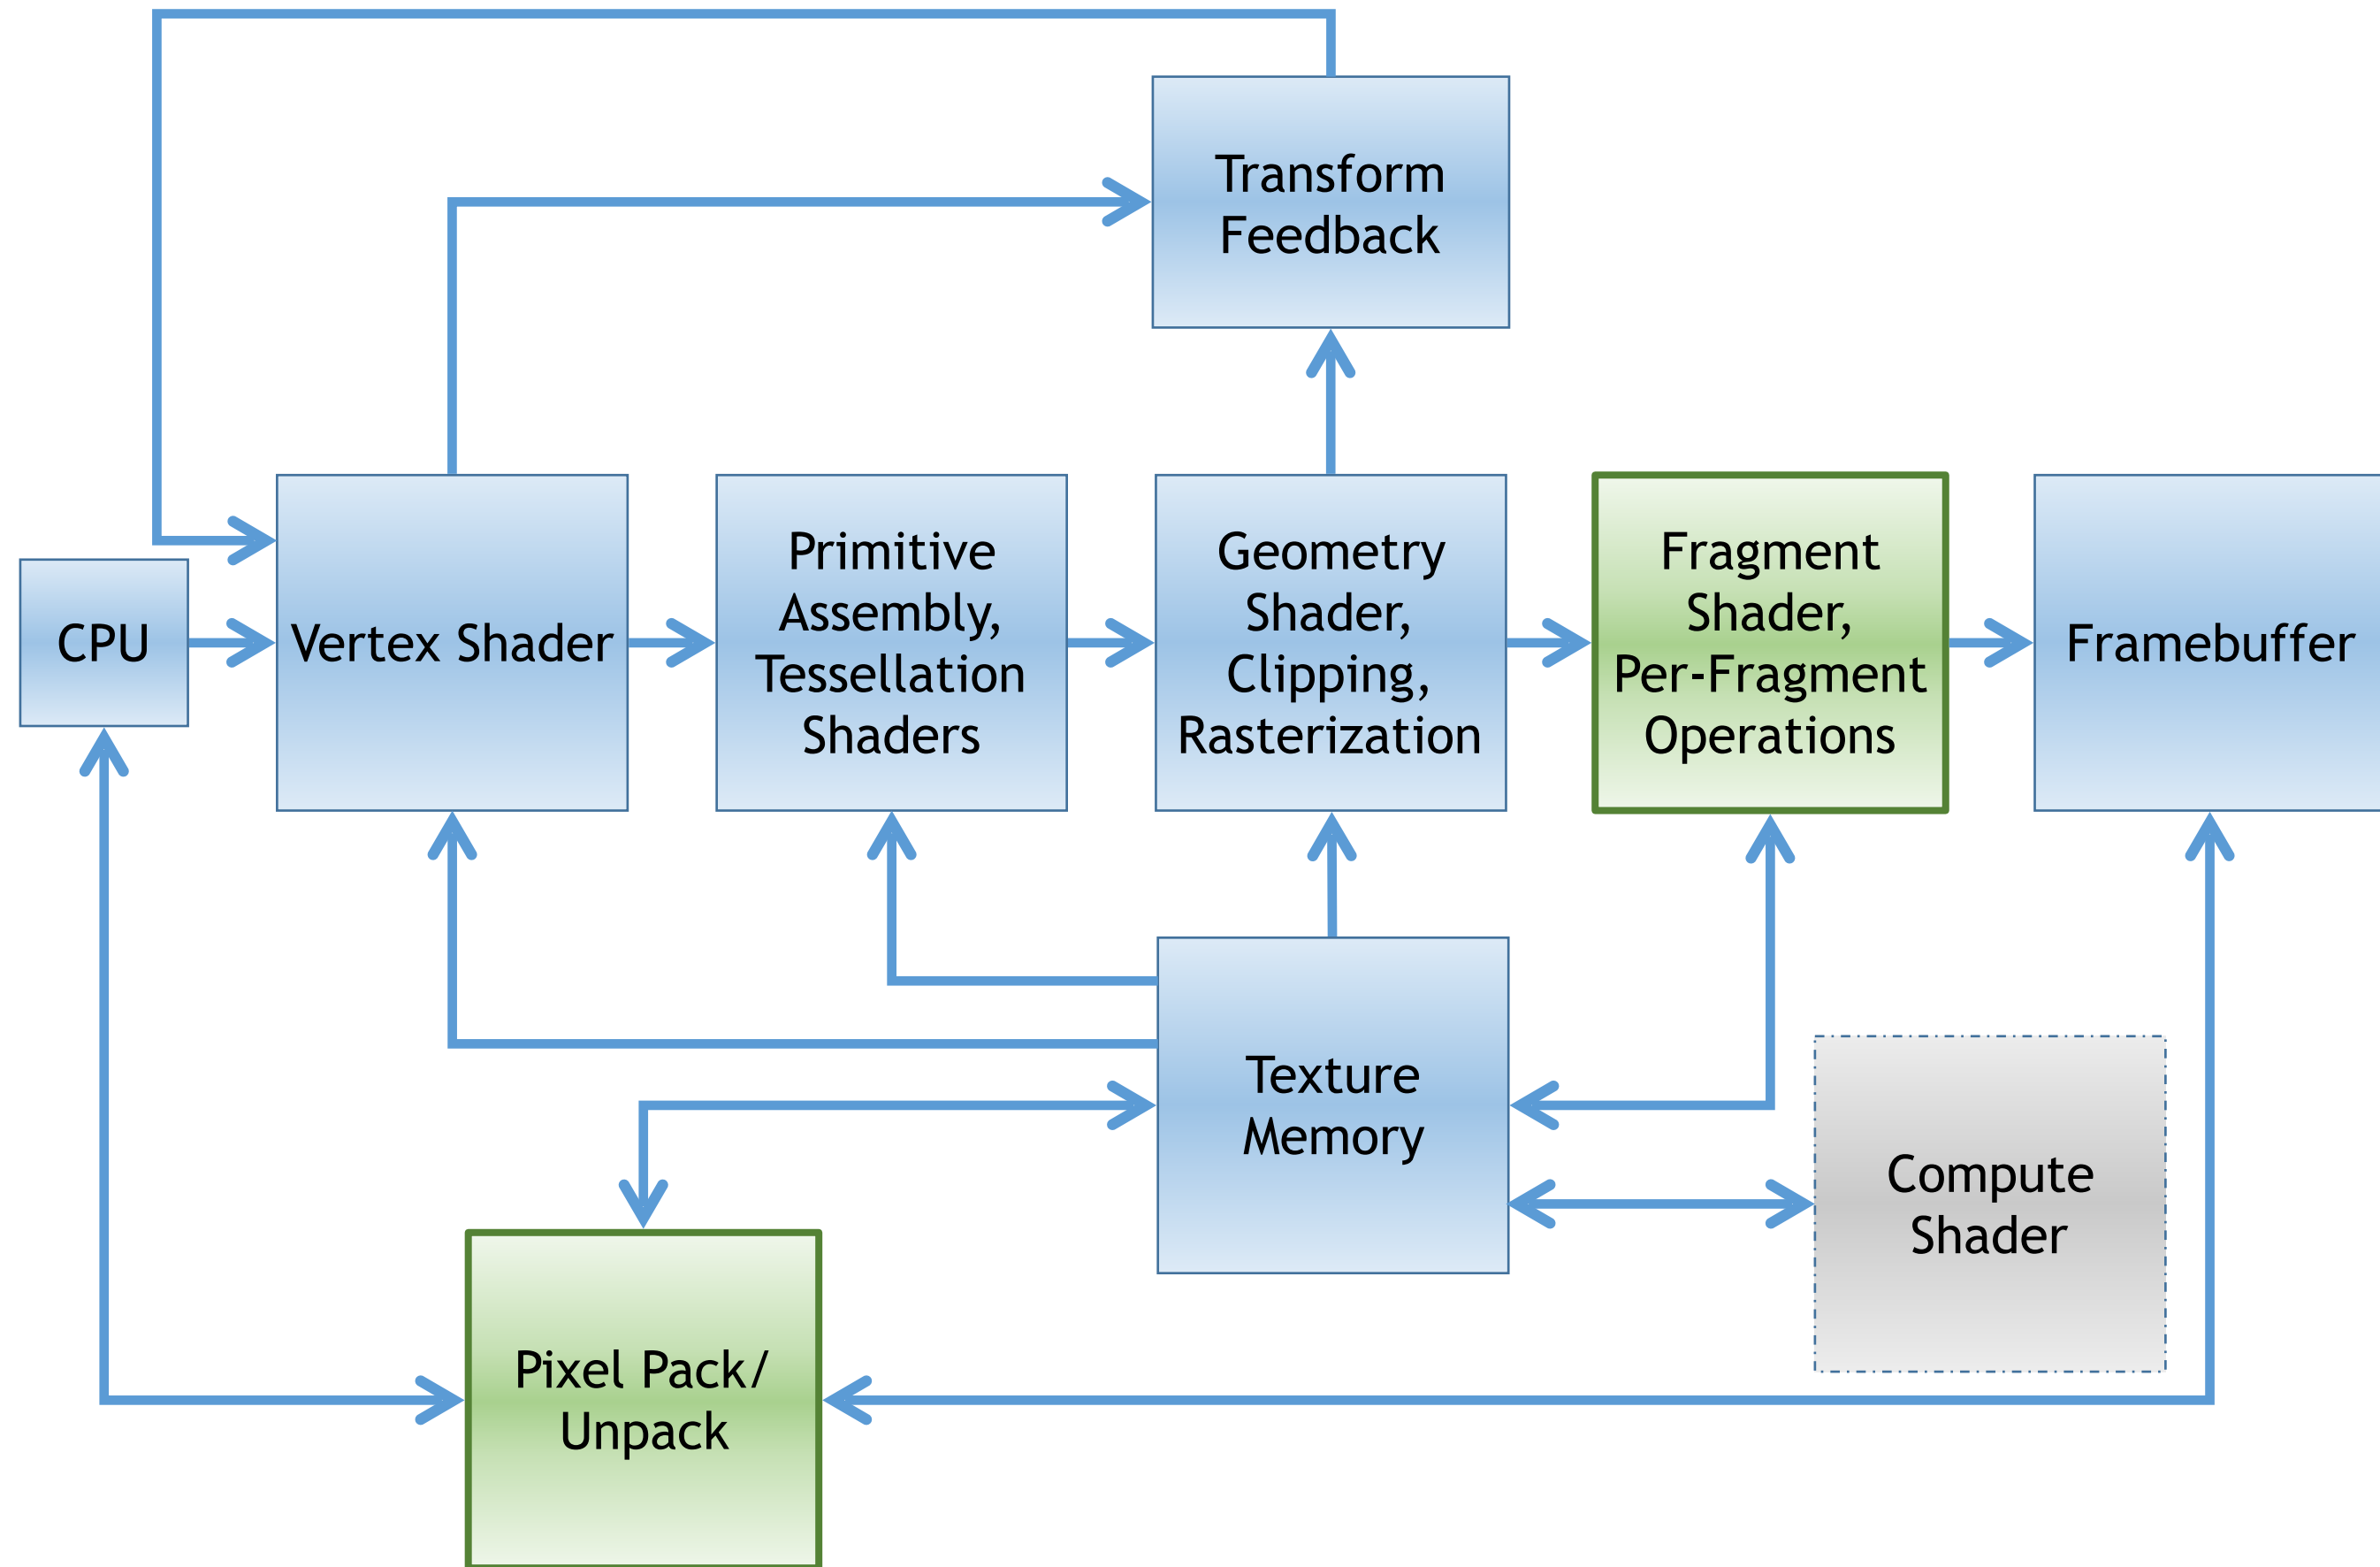 Transform
Feedback
CPU
Vertex Shader
Primitive
Assembly,
Tessellation
Shaders
Geometry
Shader,
Clipping,
Rasterization
Fragment
Shader,
Per-Fragment
Operations
Framebuffer
Texture
Memory
Compute
Shader
Pixel Pack/
Unpack